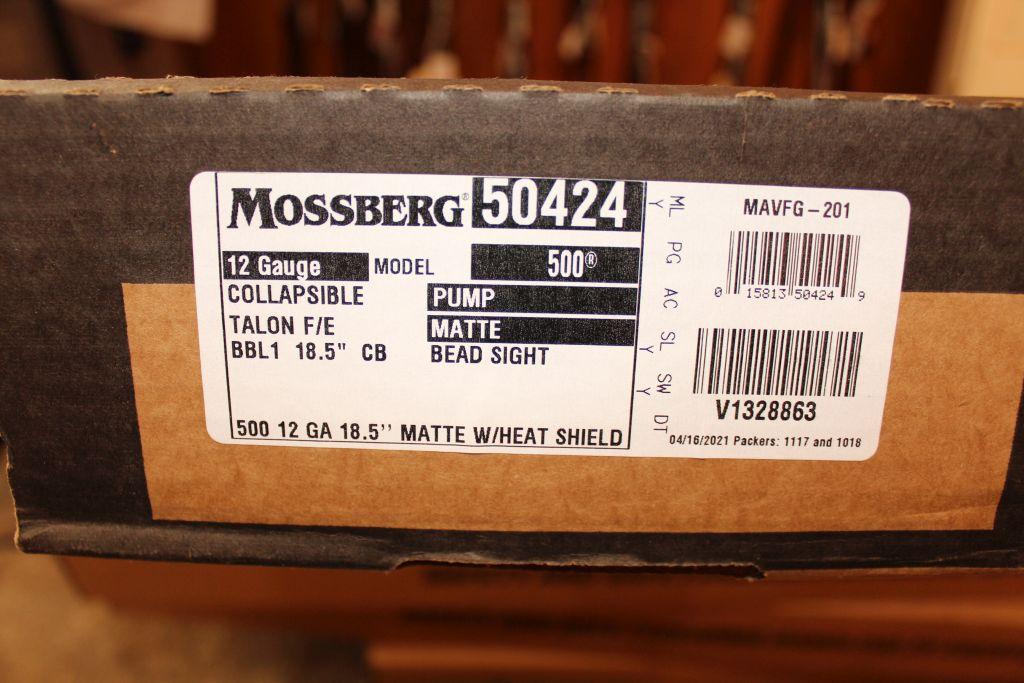 MOSSBERG® 50424
12 Gauge MODEL 500®
COLLAPSIBLE PUMP
TALON F/E MATTE
BBL1 18.5" CB BEAD SIGHT
500 12 GA 18.5'' MATTE W/HEAT SHIELD
ML PG AC SL SW DT
Y Y Y
MAVFG-201
0 15813 50424 9
V1328863
04/16/2021 Packers: 1117 and 1018